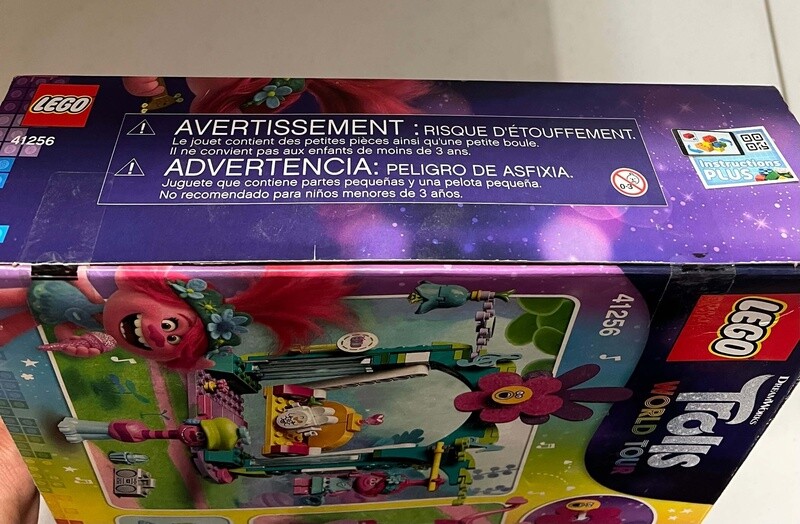 LEGO
41256
AVERTISSEMENT : RISQUE D'ÉTOUFFEMENT.
Le jouet contient des petites pièces ainsi qu'une petite boule.
Il ne convient pas aux enfants de moins de 3 ans.
ADVERTENCIA: PELIGRO DE ASFIXIA.
Juguete que contiene partes pequeñas y una pelota pequeña.
No recomendado para niños menores de 3 años.
0-3
Instructions
PLUS
41256
LEGO
DREAMWORKS
Trolls
WORLD TOUR